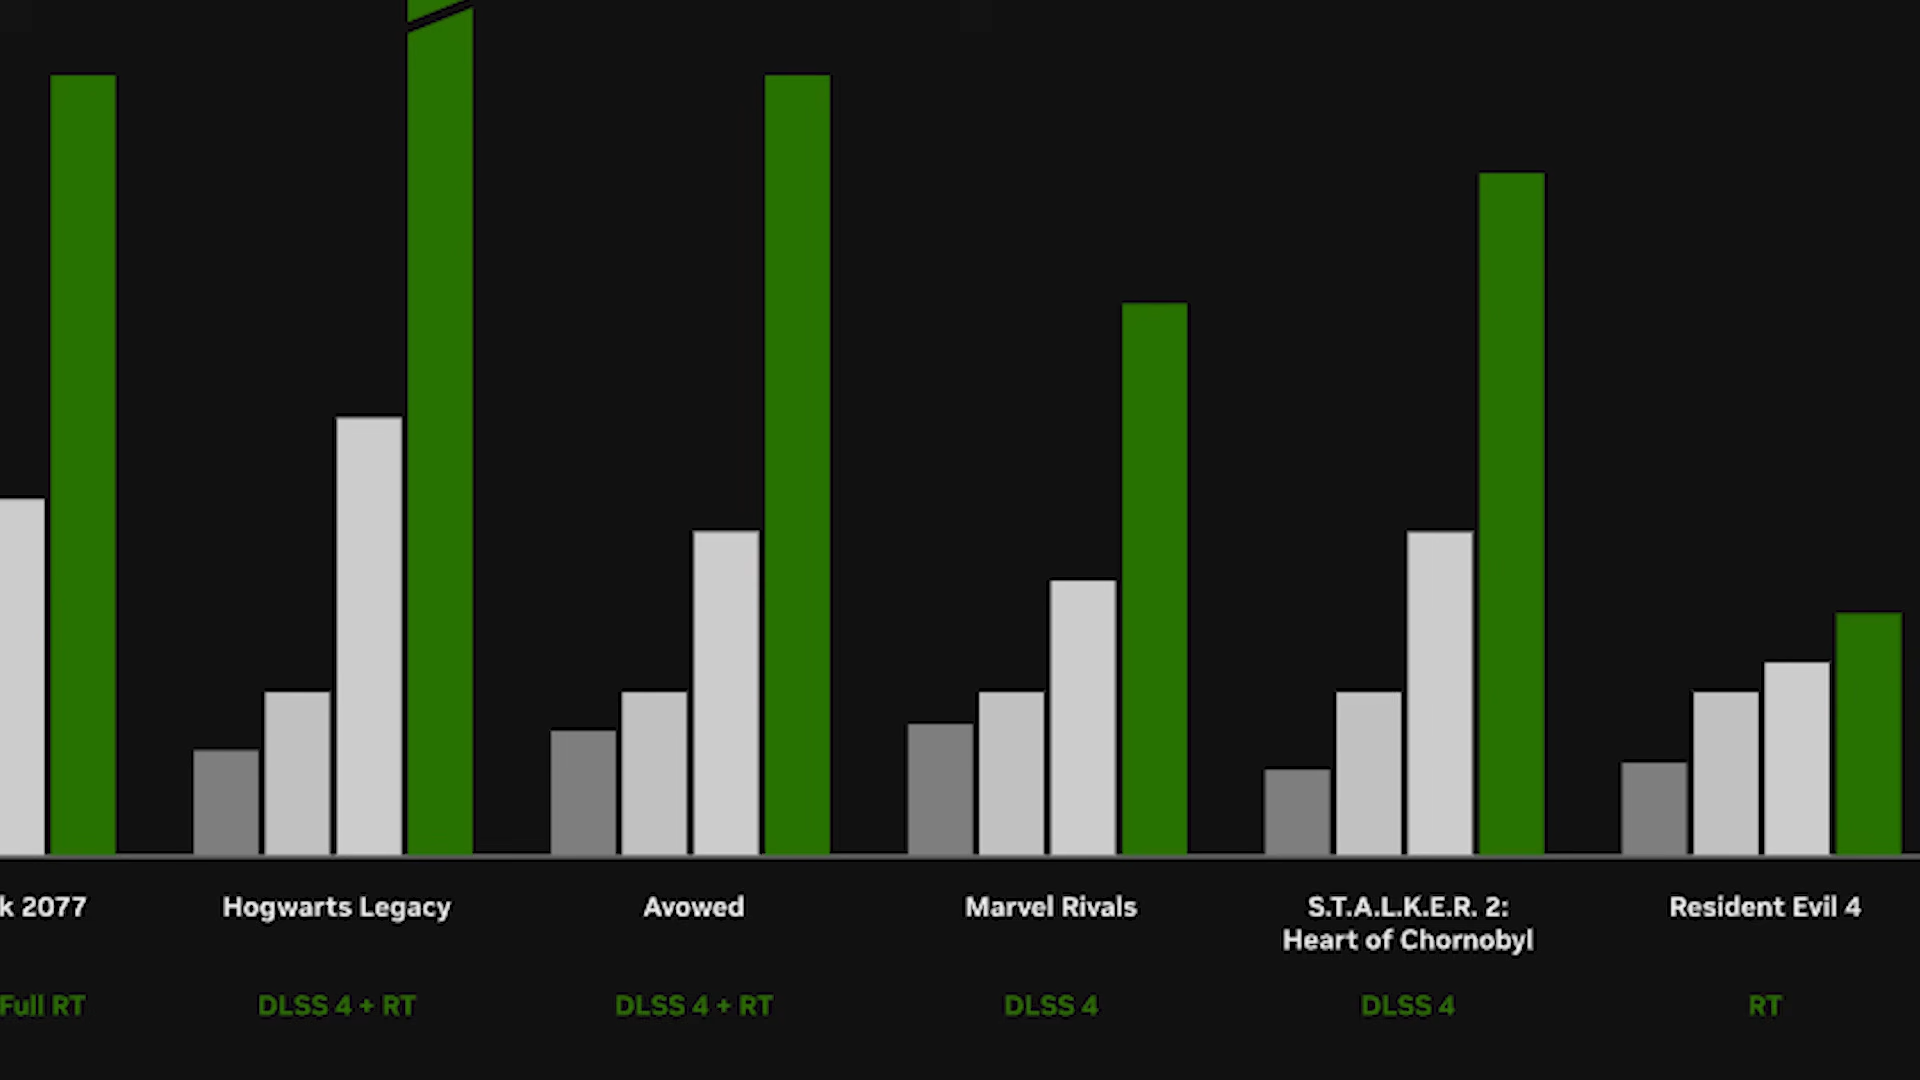 k 2077
Hogwarts Legacy
Avowed
Marvel Rivals
S.T.A.L.K.E.R. 2:
Heart of Chornobyl
Resident Evil 4
Full RT
DLSS 4 + RT
DLSS 4 + RT
DLSS 4
DLSS 4
RT